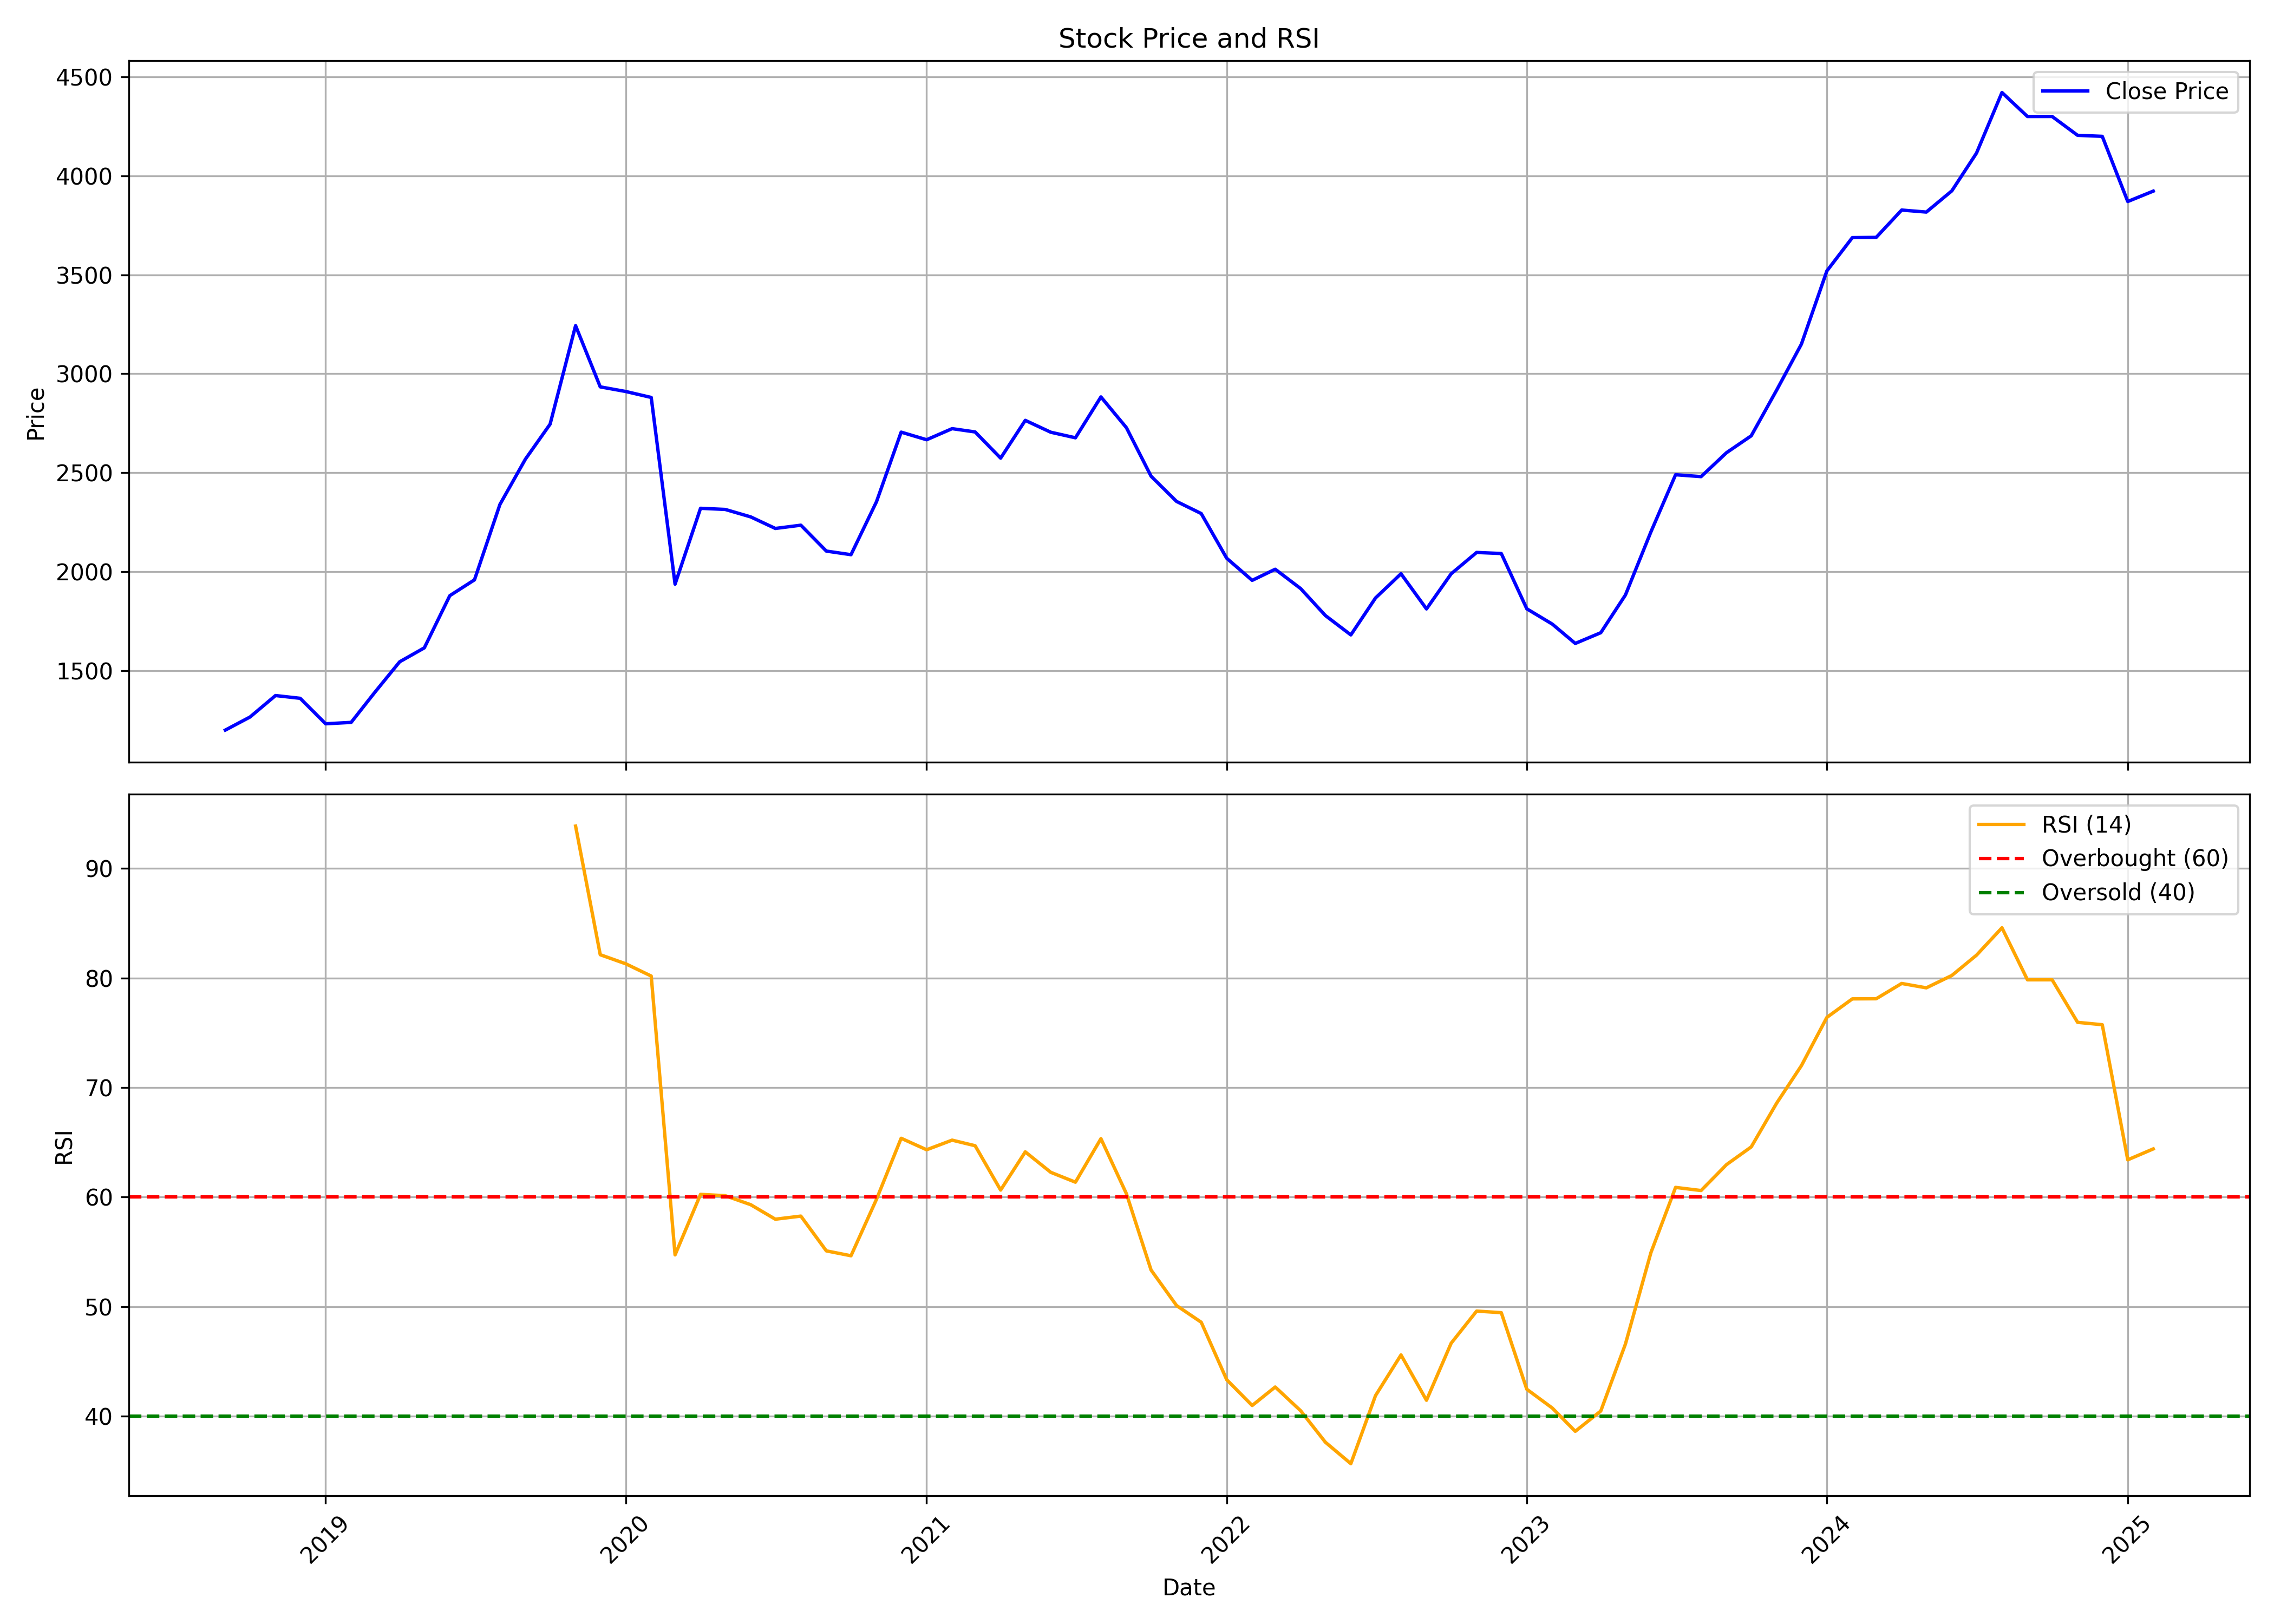 Stock Price and RSI
4500
4000
3500
3000
2500
2000
1500
Price
Close Price
90
80
70
60
50
40
RSI
RSI (14)
Overbought (60)
Oversold (40)
2019
2020
2021
2022
2023
2024
2025
Date